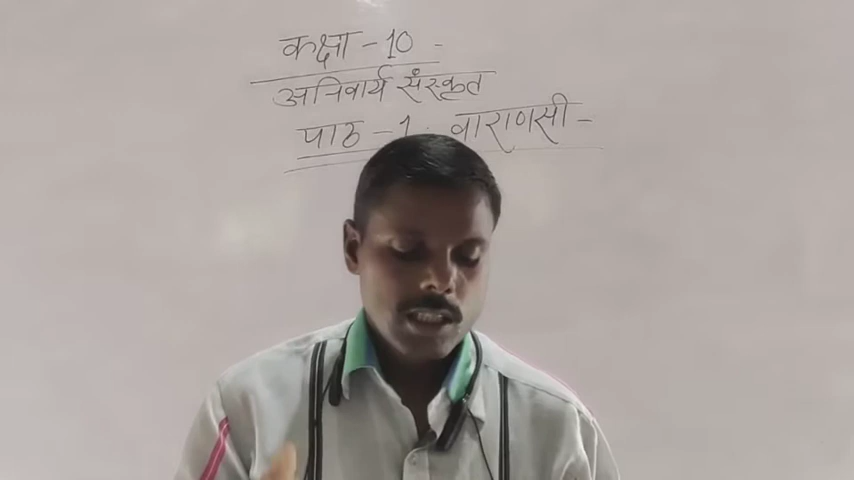 कक्षा - 10 -
अनिवार्य संस्कृत
पाठ - 1. वाराणसी -